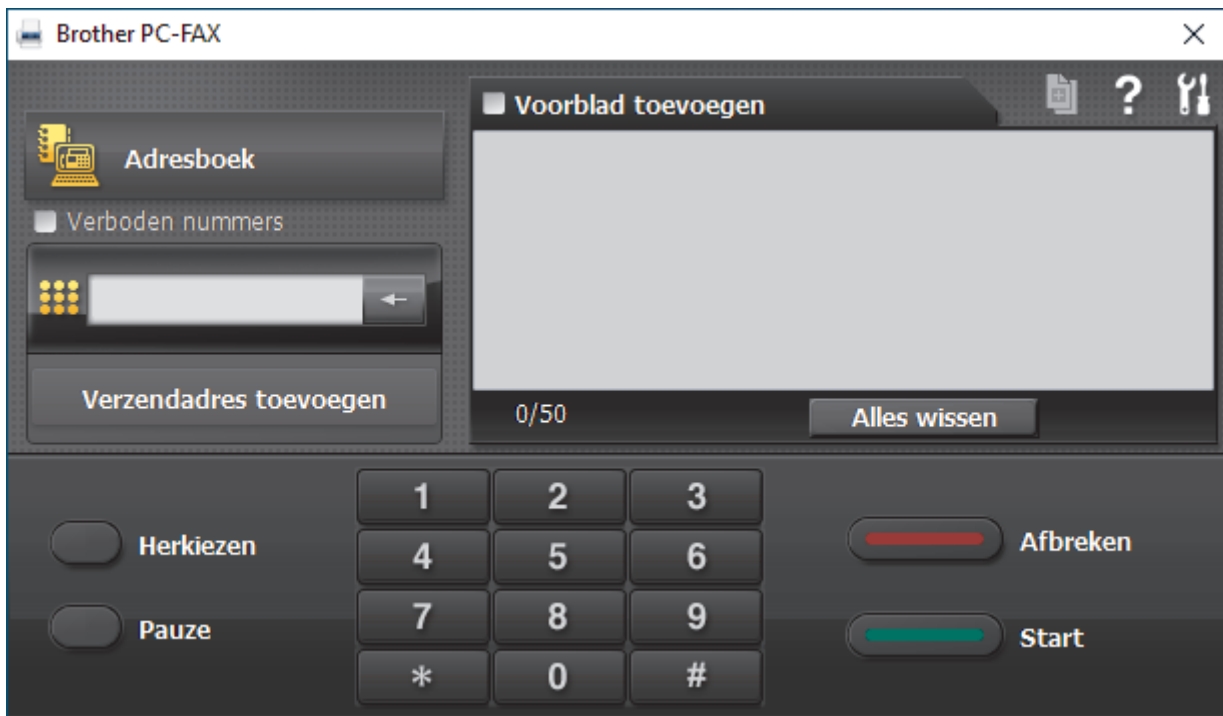 Brother PC-FAX
Voorblad toevoegen
?
Adresboek
Verboden nummers
Verzendadres toevoegen
0/50
Alles wissen
1 2 3
4 5 6
7 8 9
* 0 #
Herkiezen
Pauze
Afbreken
Start